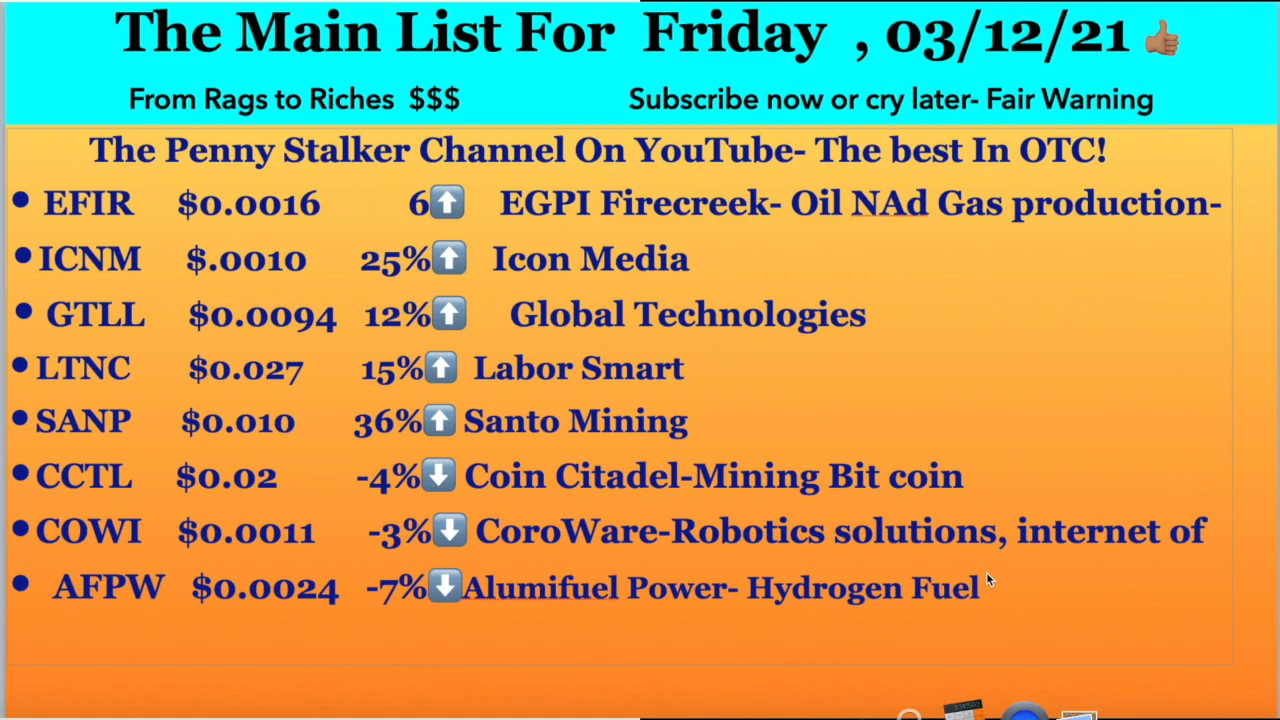 The Main List For Friday , 03/12/21 👍🏽
From Rags to Riches $$$ Subscribe now or cry later- Fair Warning
The Penny Stalker Channel On YouTube- The best In OTC!
• EFIR $0.0016 6⬆️ EGPI Firecreek- Oil NAd Gas production-
• ICNM $.0010 25%⬆️ Icon Media
• GTLL $0.0094 12%⬆️ Global Technologies
• LTNC $0.027 15%⬆️ Labor Smart
• SANP $0.010 36%⬆️ Santo Mining
• CCTL $0.02 -4%⬇️ Coin Citadel-Mining Bit coin
• COWI $0.0011 -3%⬇️ CoroWare-Robotics solutions, internet of
• AFPW $0.0024 -7%⬇️Alumifuel Power- Hydrogen Fuel